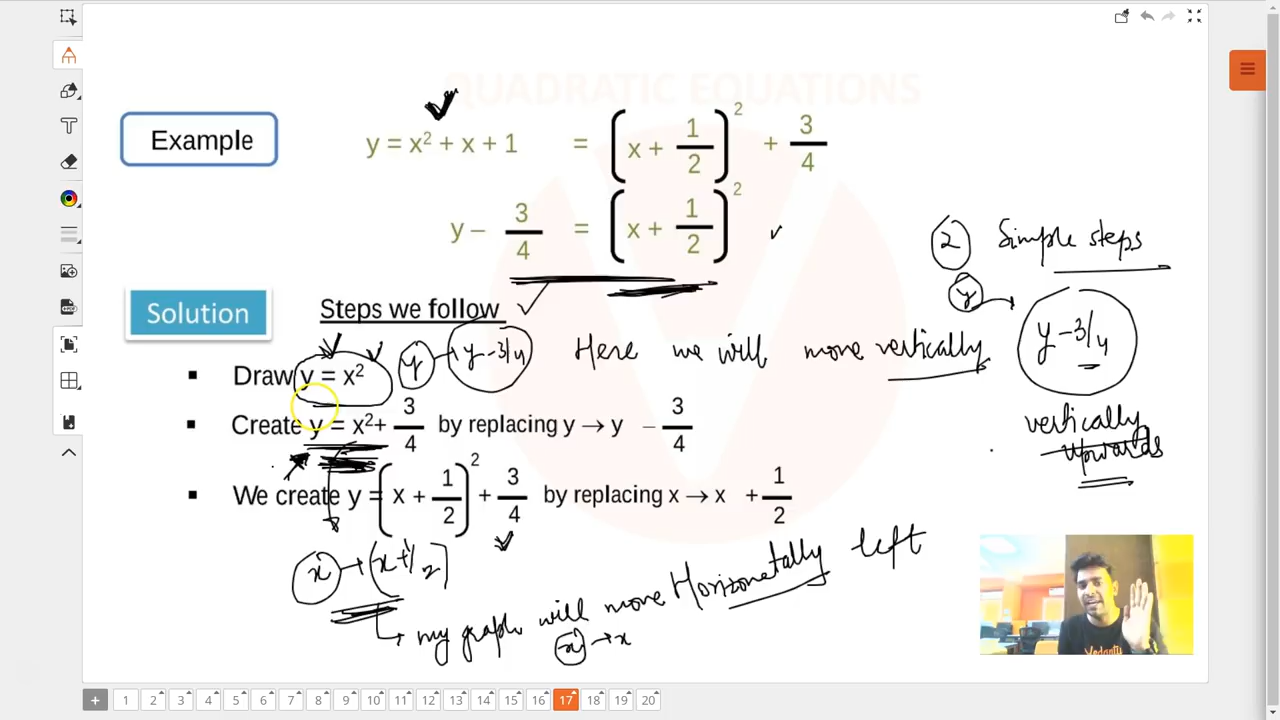 QUADRATIC EQUATIONS
Example
y = x² + x + 1 = [x + 1/2]² + 3/4
y – 3/4 = [x + 1/2]²
2 Simple steps
Solution
Steps we follow
y → y – 3/4
y
y – 3/4
Here we will move vertically
Draw y = x²
Create y = x² + 3/4 by replacing y → y – 3/4
vertically
upwards
We create y = [x + 1/2]² + 3/4 by replacing x → x + 1/2
x → (x + 1/2)
my graph will move Horizonetally left
x → x
Vedantu
1 2 3 4 5 6 7 8 9 10 11 12 13 14 15 16 17 18 19 20